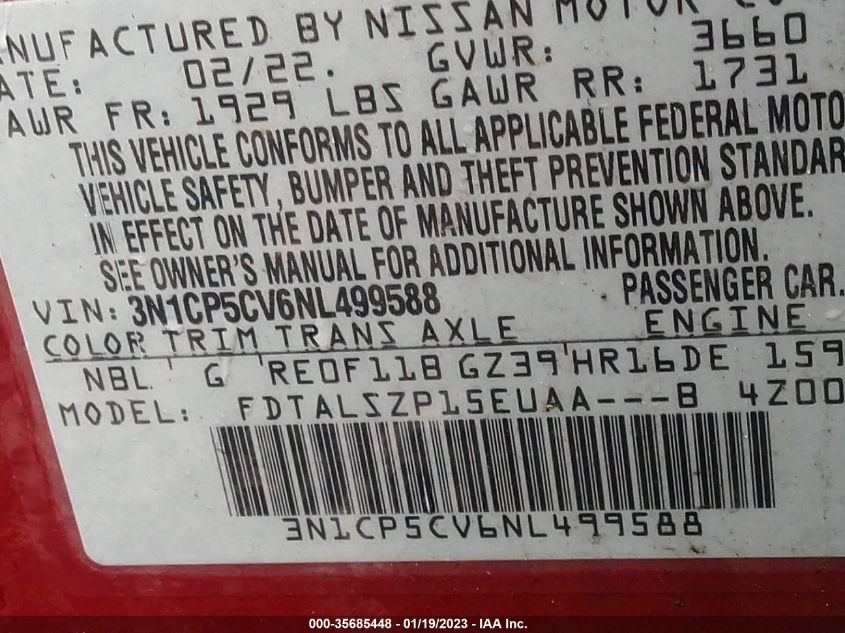 ANUFACTURED BY NISSAN MOTOR CO
ATE: 02/22. GVWR: 3660
AWR FR: 1929 LBS GAWR RR: 1731
THIS VEHICLE CONFORMS TO ALL APPLICABLE FEDERAL MOTO
VEHICLE SAFETY, BUMPER AND THEFT PREVENTION STANDAR
IN EFFECT ON THE DATE OF MANUFACTURE SHOWN ABOVE.
SEE OWNER'S MANUAL FOR ADDITIONAL INFORMATION.
VIN: 3N1CP5CV6NL499588 PASSENGER CAR.
COLOR TRIM TRANS AXLE ENGINE
NBL G RE0F11B GZ39 HR16DE 159
MODEL: FDTALSZP15EUAA---B 4Z00
3N1CP5CV6NL499588
000-35685448 - 01/19/2023 - IAA Inc.